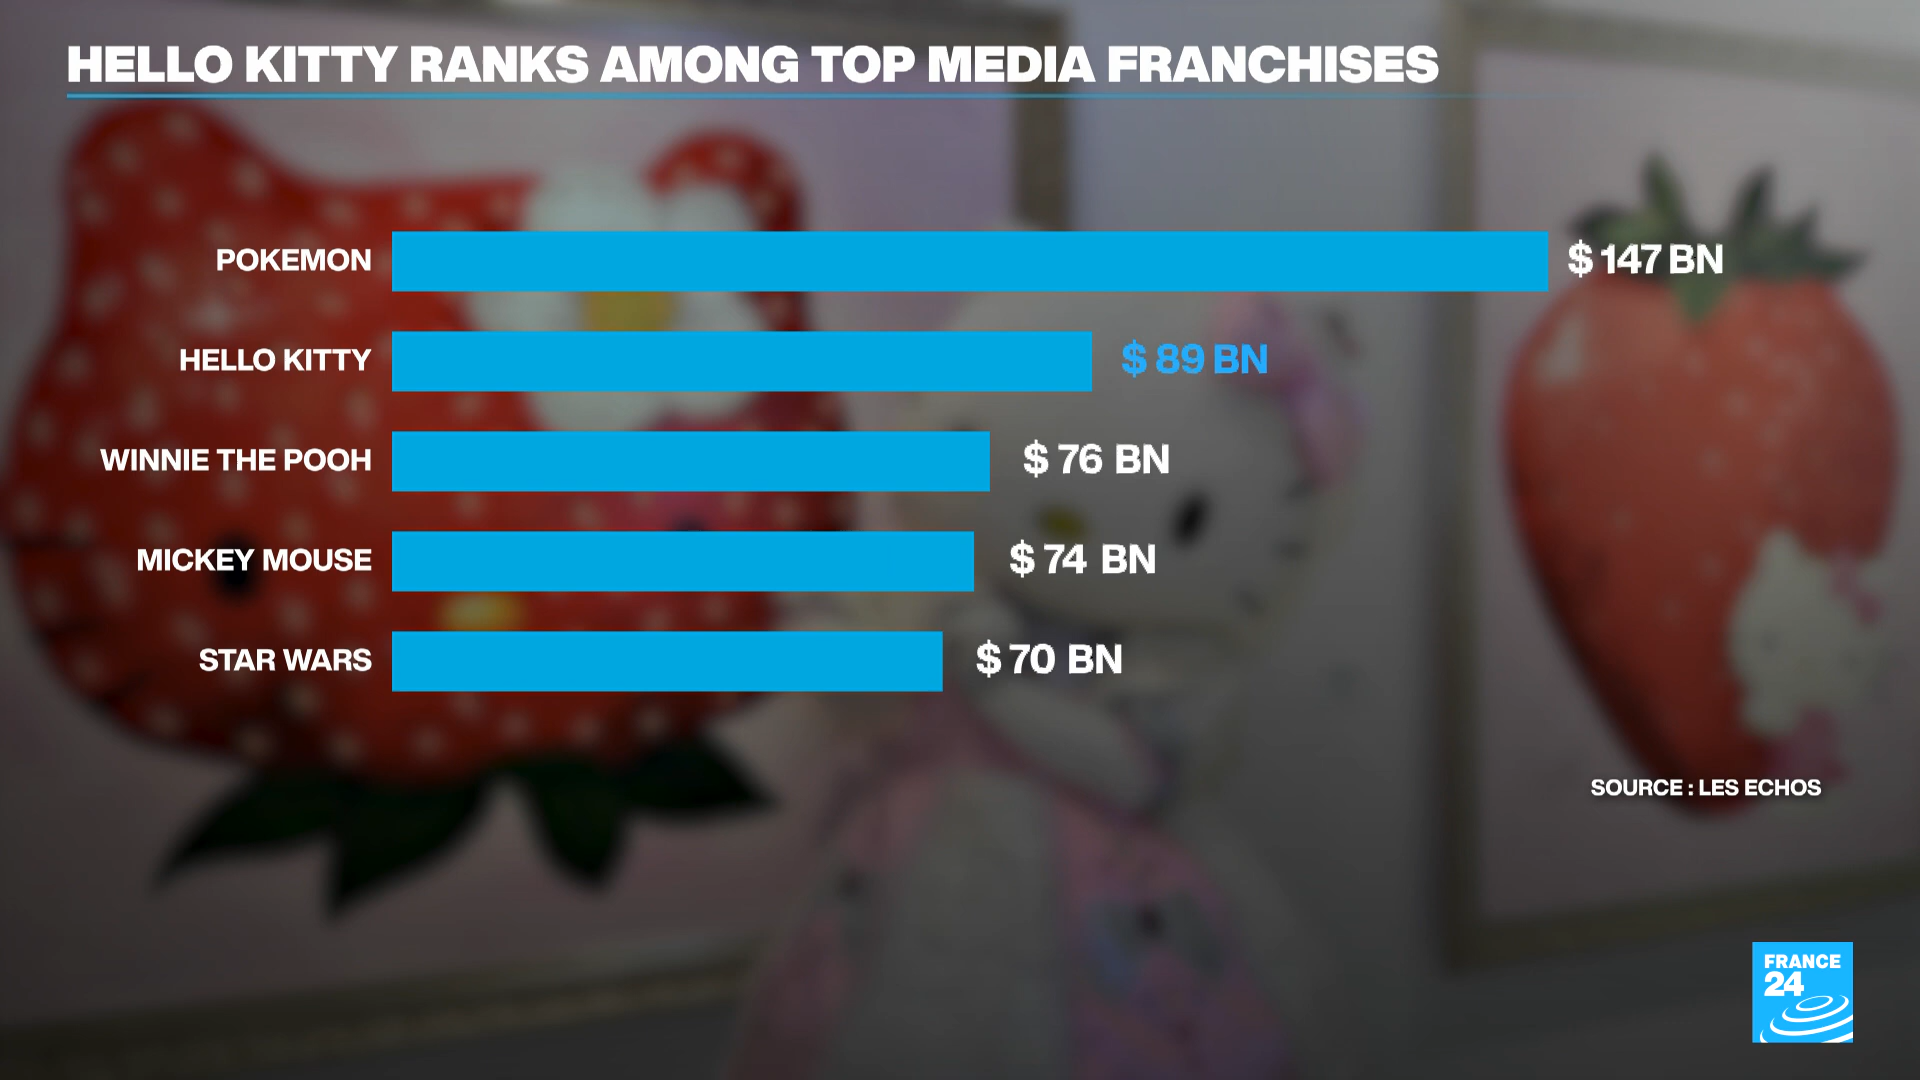 HELLO KITTY RANKS AMONG TOP MEDIA FRANCHISES
POKEMON $ 147 BN
HELLO KITTY $ 89 BN
WINNIE THE POOH $ 76 BN
MICKEY MOUSE $ 74 BN
STAR WARS $ 70 BN
SOURCE : LES ECHOS
FRANCE
24